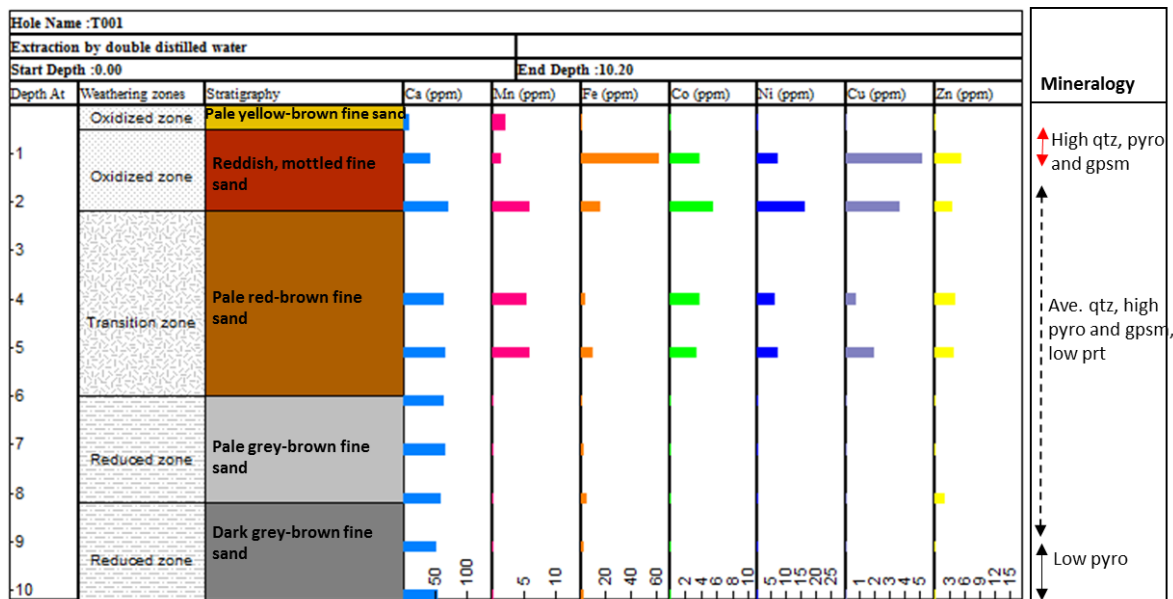 Hole Name :T001
Extraction by double distilled water
Start Depth :0.00
End Depth :10.20
Depth At
Weathering zones
Stratigraphy
Ca (ppm)
Mn (ppm)
Fe (ppm)
Co (ppm)
Ni (ppm)
Cu (ppm)
Zn (ppm)
Mineralogy
Oxidized zone
Pale yellow-brown fine sand
-1
Oxidized zone
Reddish, mottled fine
sand
High qtz, pyro
and gpsm
-2
-3
-4
Transition zone
Pale red-brown fine
sand
Ave. qtz, high
pyro and gpsm,
low prt
-5
-6
-7
Reduced zone
Pale grey-brown fine
sand
-8
-9
Reduced zone
Dark grey-brown fine
sand
Low pyro
-10
50 100
5 10
20 40 60
2 4 6 8 10
5 10 15 20 25
1 2 3 4 5
3 6 9 12 15